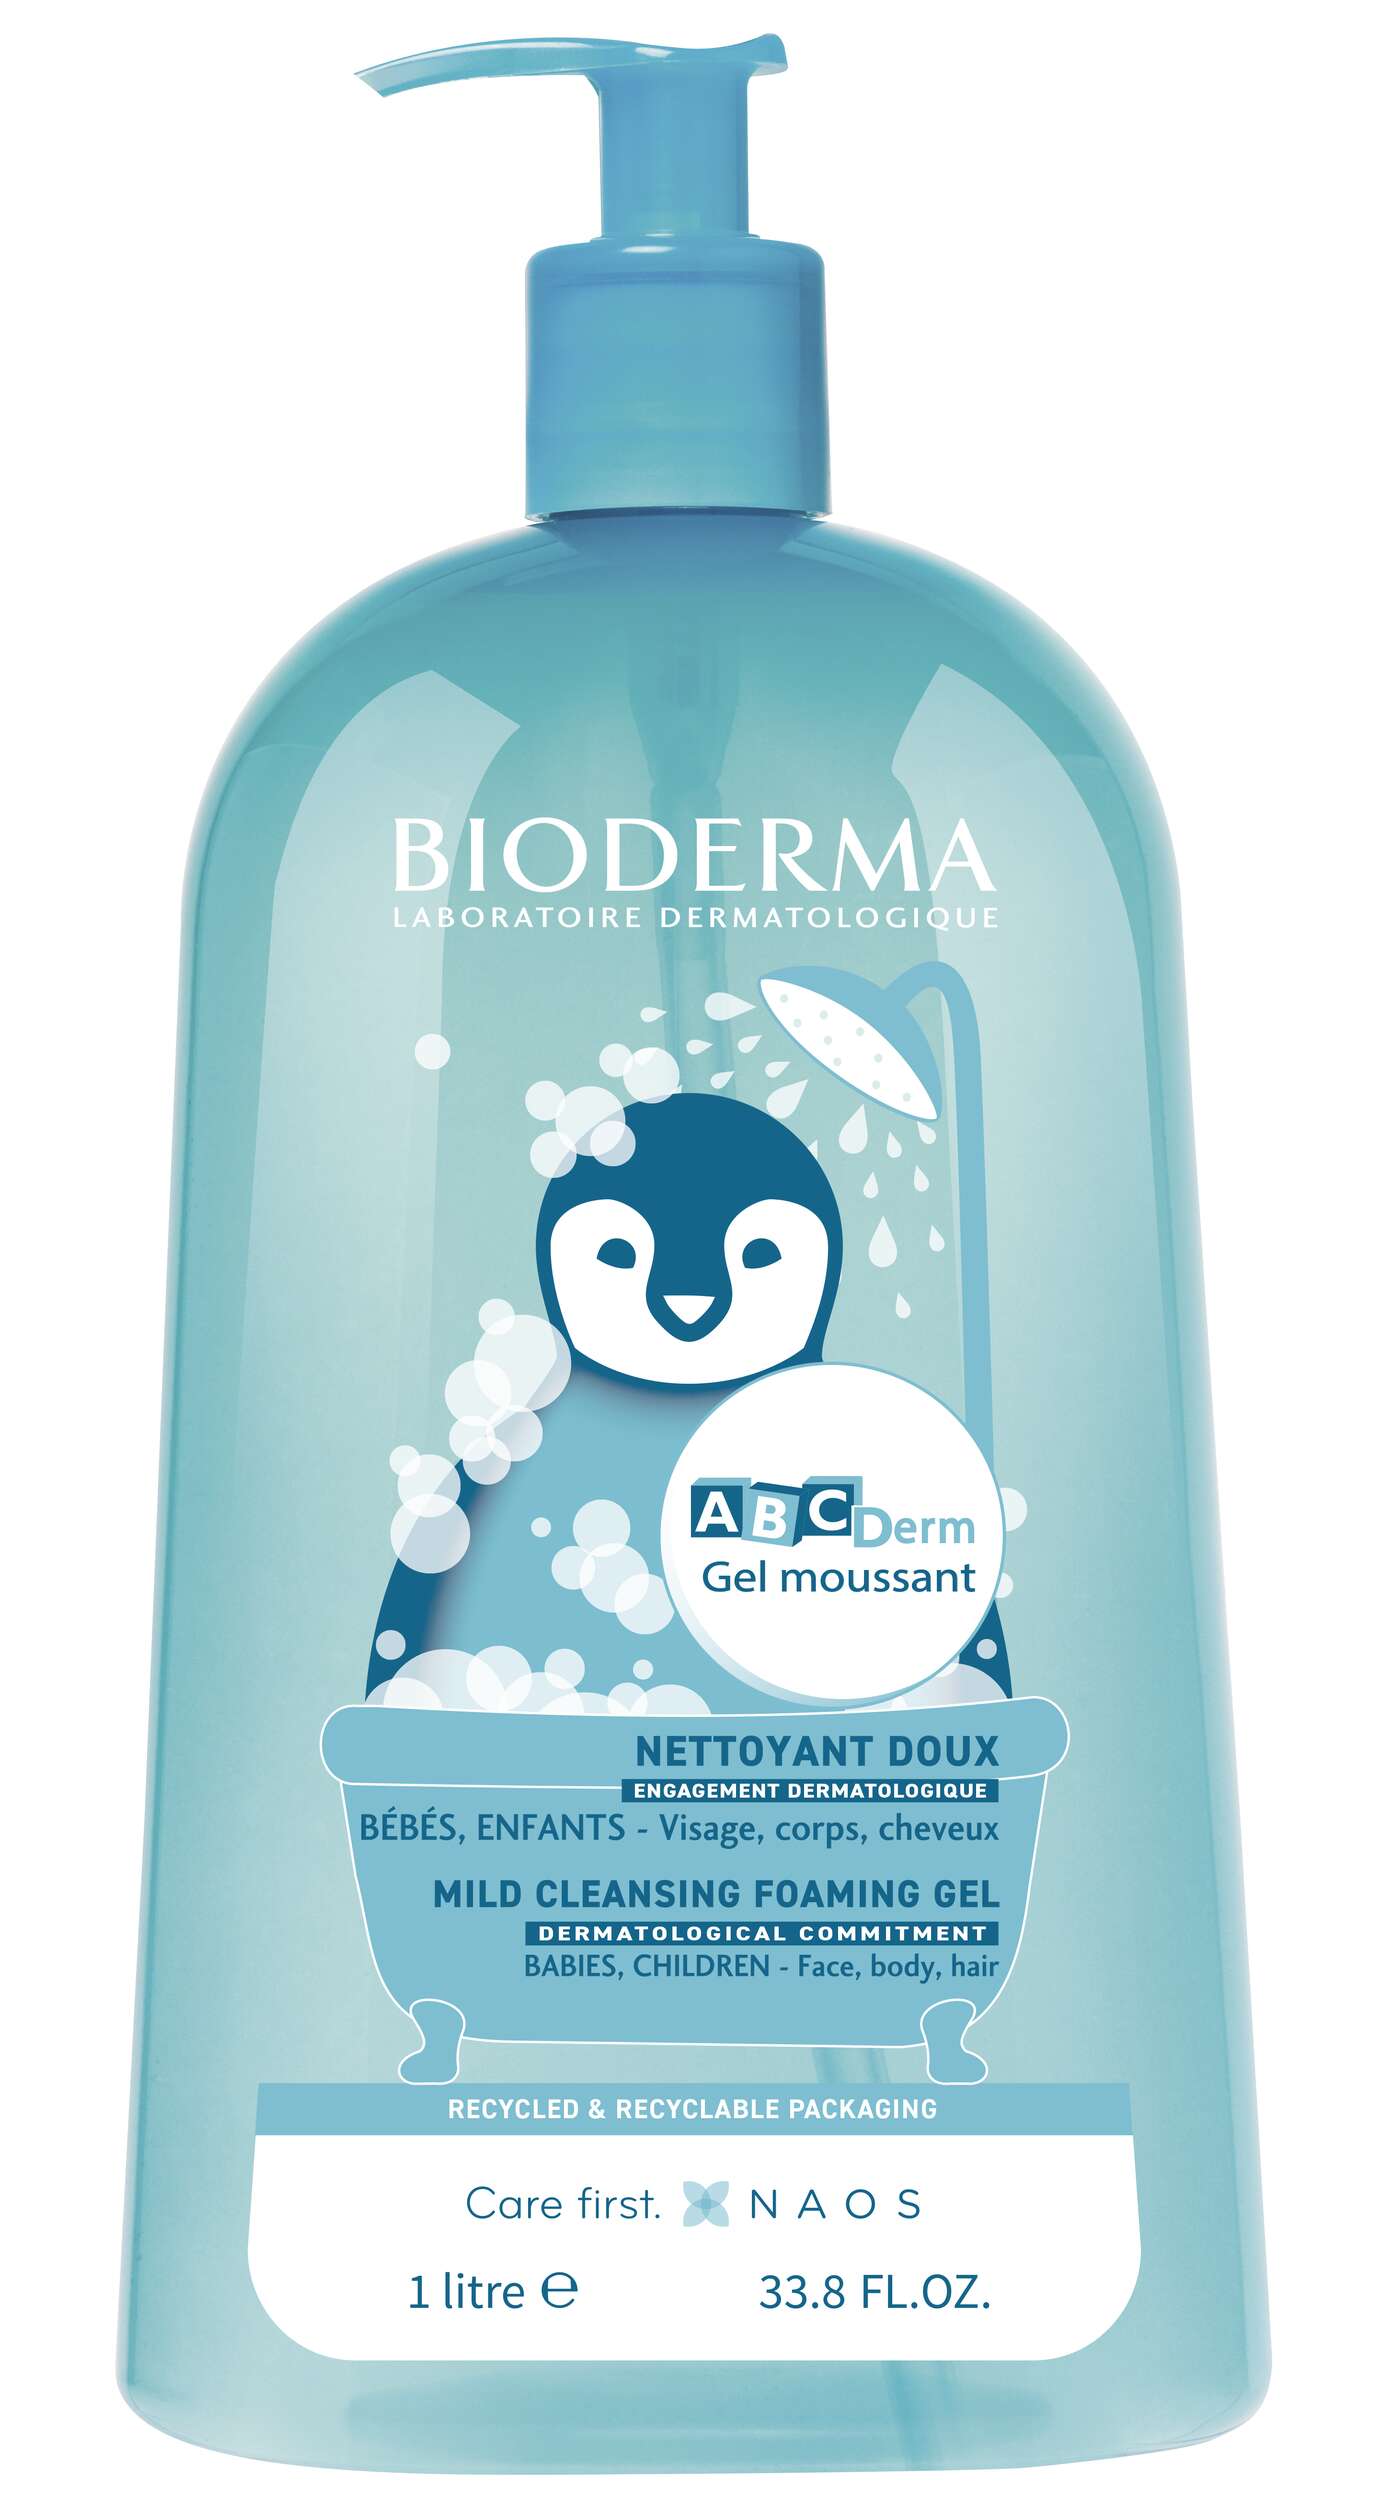 BIODERMA
LABORATOIRE DERMATOLOGIQUE
ABCDerm
Gel moussant
NETTOYANT DOUX
ENGAGEMENT DERMATOLOGIQUE
BÉBÉS, ENFANTS - Visage, corps, cheveux
MILD CLEANSING FOAMING GEL
DERMATOLOGICAL COMMITMENT
BABIES, CHILDREN - Face, body, hair
RECYCLED & RECYCLABLE PACKAGING
Care first. NAOS
1 litre ℮ 33.8 FL.OZ.